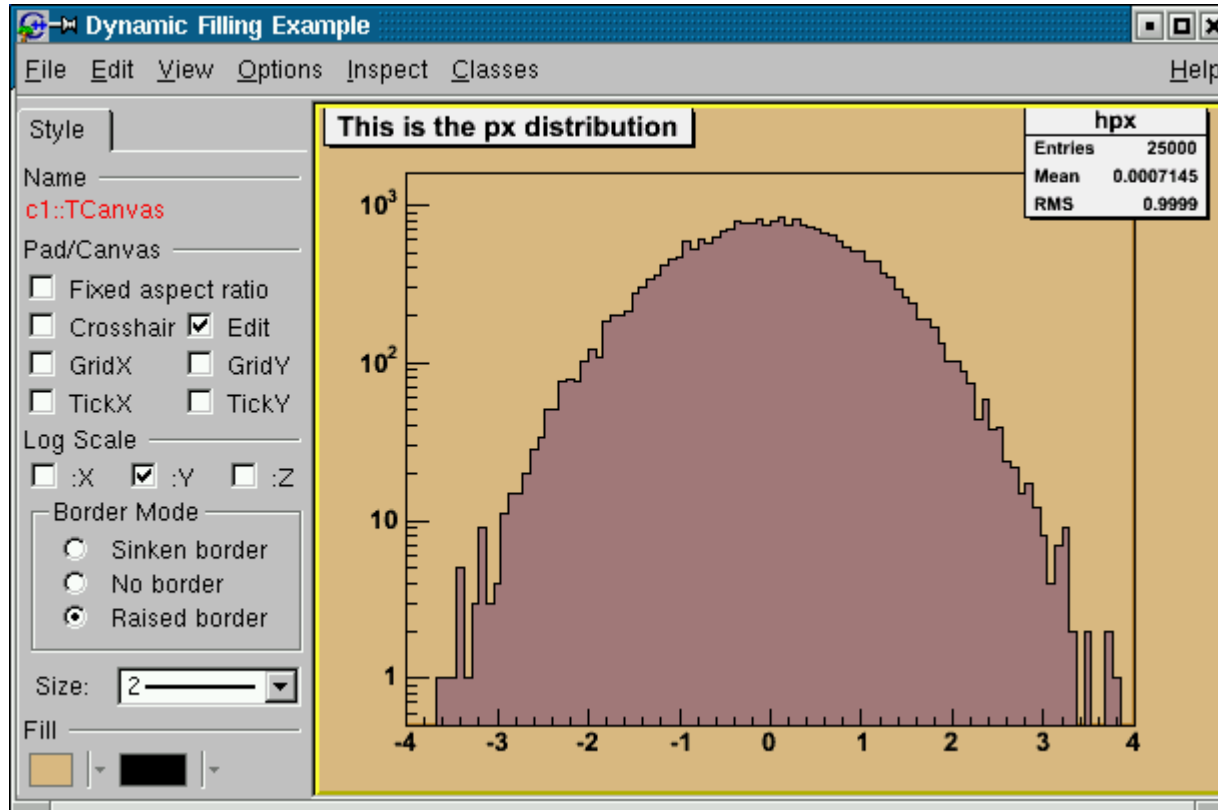 Dynamic Filling Example
File Edit View Options Inspect Classes Help
Style
Name
c1::TCanvas
Pad/Canvas
Fixed aspect ratio
Crosshair Edit
GridX GridY
TickX TickY
Log Scale
:X :Y :Z
Border Mode
Sinken border
No border
Raised border
Size: 2
Fill
This is the px distribution
hpx
Entries 25000
Mean 0.0007145
RMS 0.9999
10³
10²
10
1
-4 -3 -2 -1 0 1 2 3 4